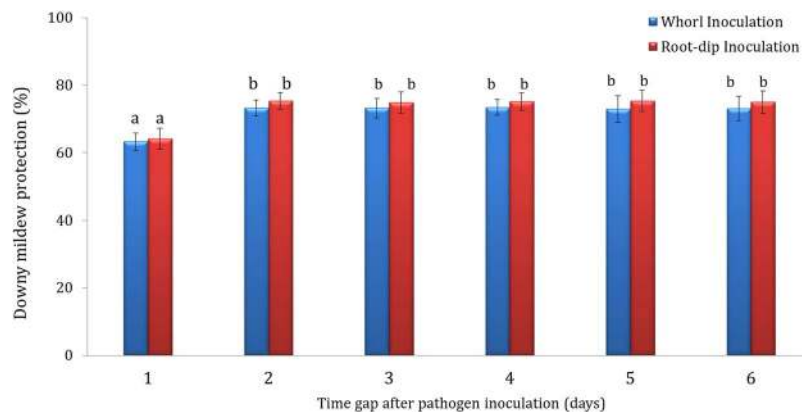 100
Whorl Inoculation
Root-dip Inoculation
80
60
40
20
0
Downy mildew protection (%)
a a
b b
b b
b b
b b
b b
1 2 3 4 5 6
Time gap after pathogen inoculation (days)